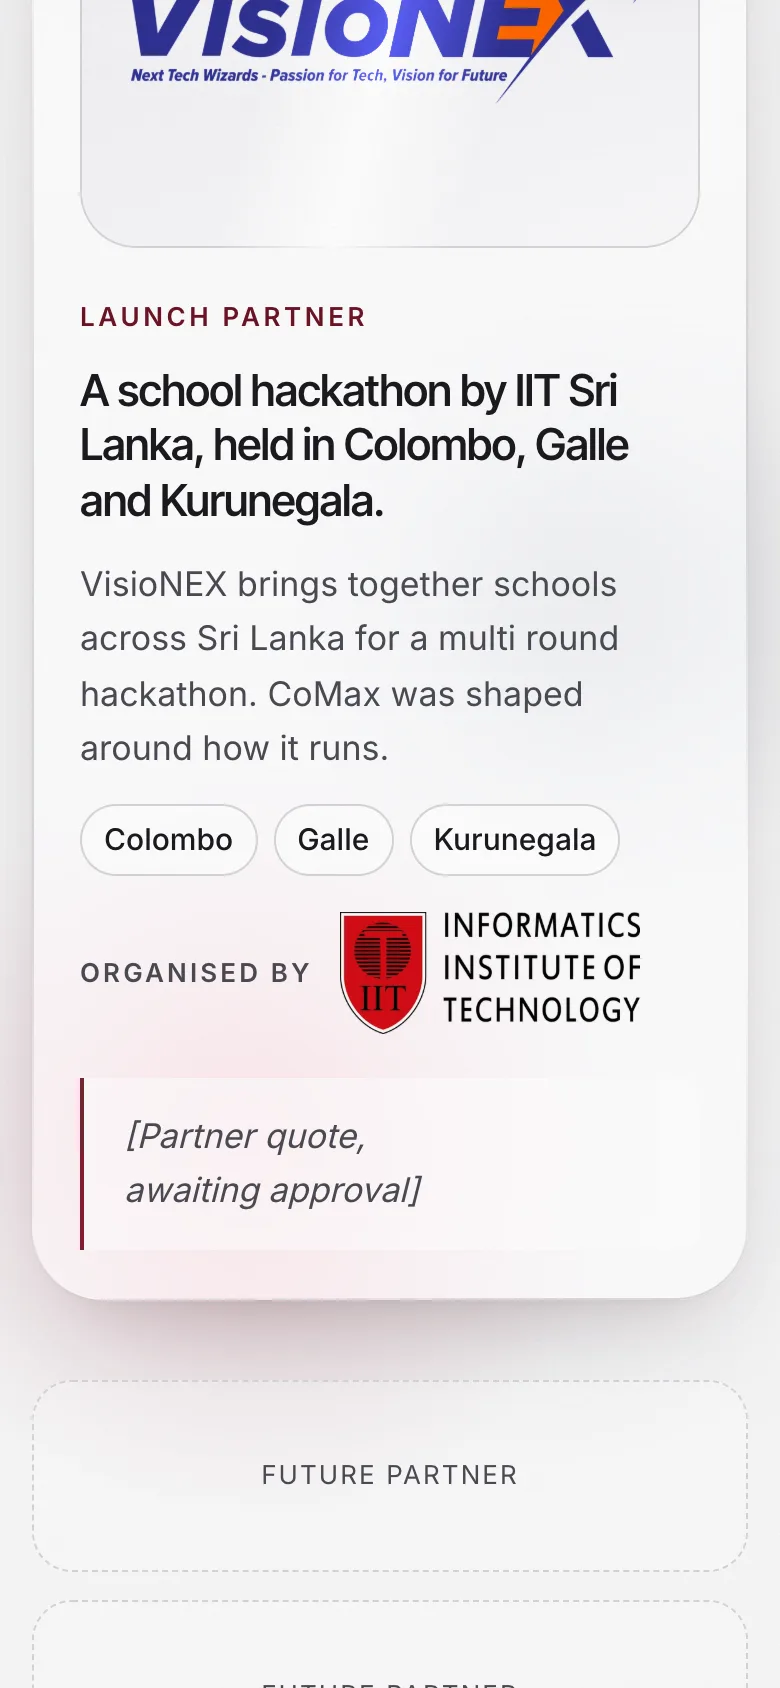 VISIONEX
Next Tech Wizards - Passion for Tech, Vision for Future
LAUNCH PARTNER
A school hackathon by IIT Sri
Lanka, held in Colombo, Galle
and Kurunegala.
VisioNEX brings together schools
across Sri Lanka for a multi round
hackathon. CoMax was shaped
around how it runs.
Colombo Galle Kurunegala
ORGANISED BY
IIT
INFORMATICS
INSTITUTE OF
TECHNOLOGY
[Partner quote,
awaiting approval]
FUTURE PARTNER
FUTURE PARTNER